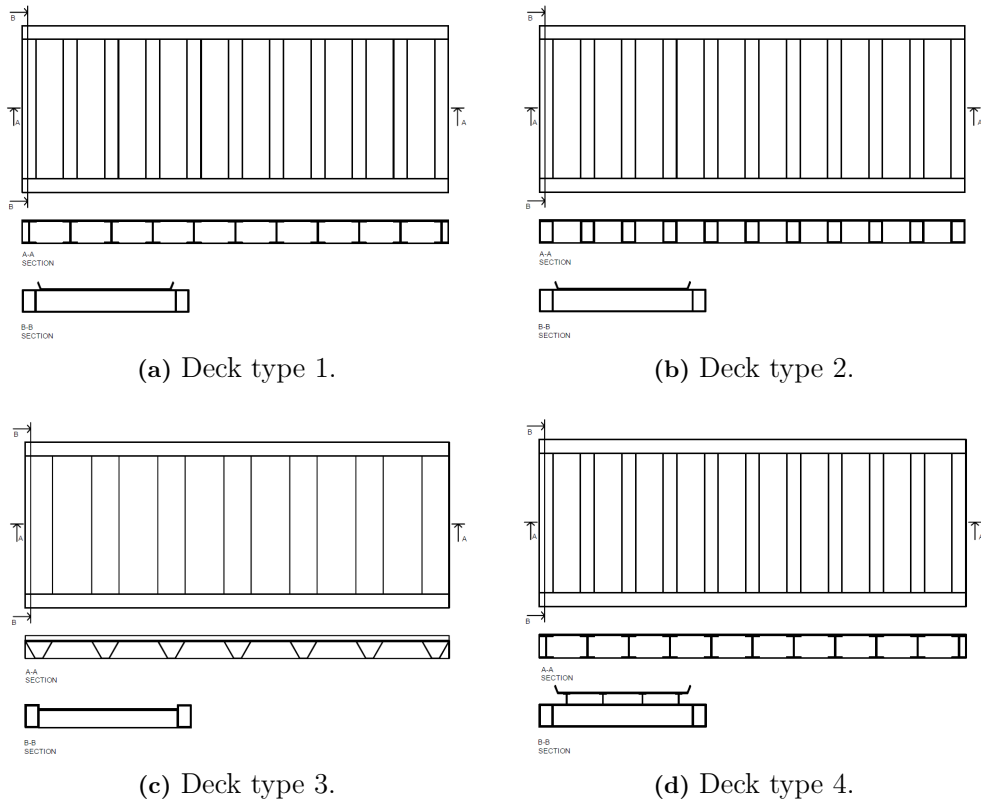 B
B
A
A
A
A
B
B
A-A
SECTION
A-A
SECTION
B-B
SECTION
B-B
SECTION
(a) Deck type 1.
(b) Deck type 2.
B
B
A
A
A
A
B
B
A-A
SECTION
A-A
SECTION
B-B
SECTION
B-B
SECTION
(c) Deck type 3.
(d) Deck type 4.